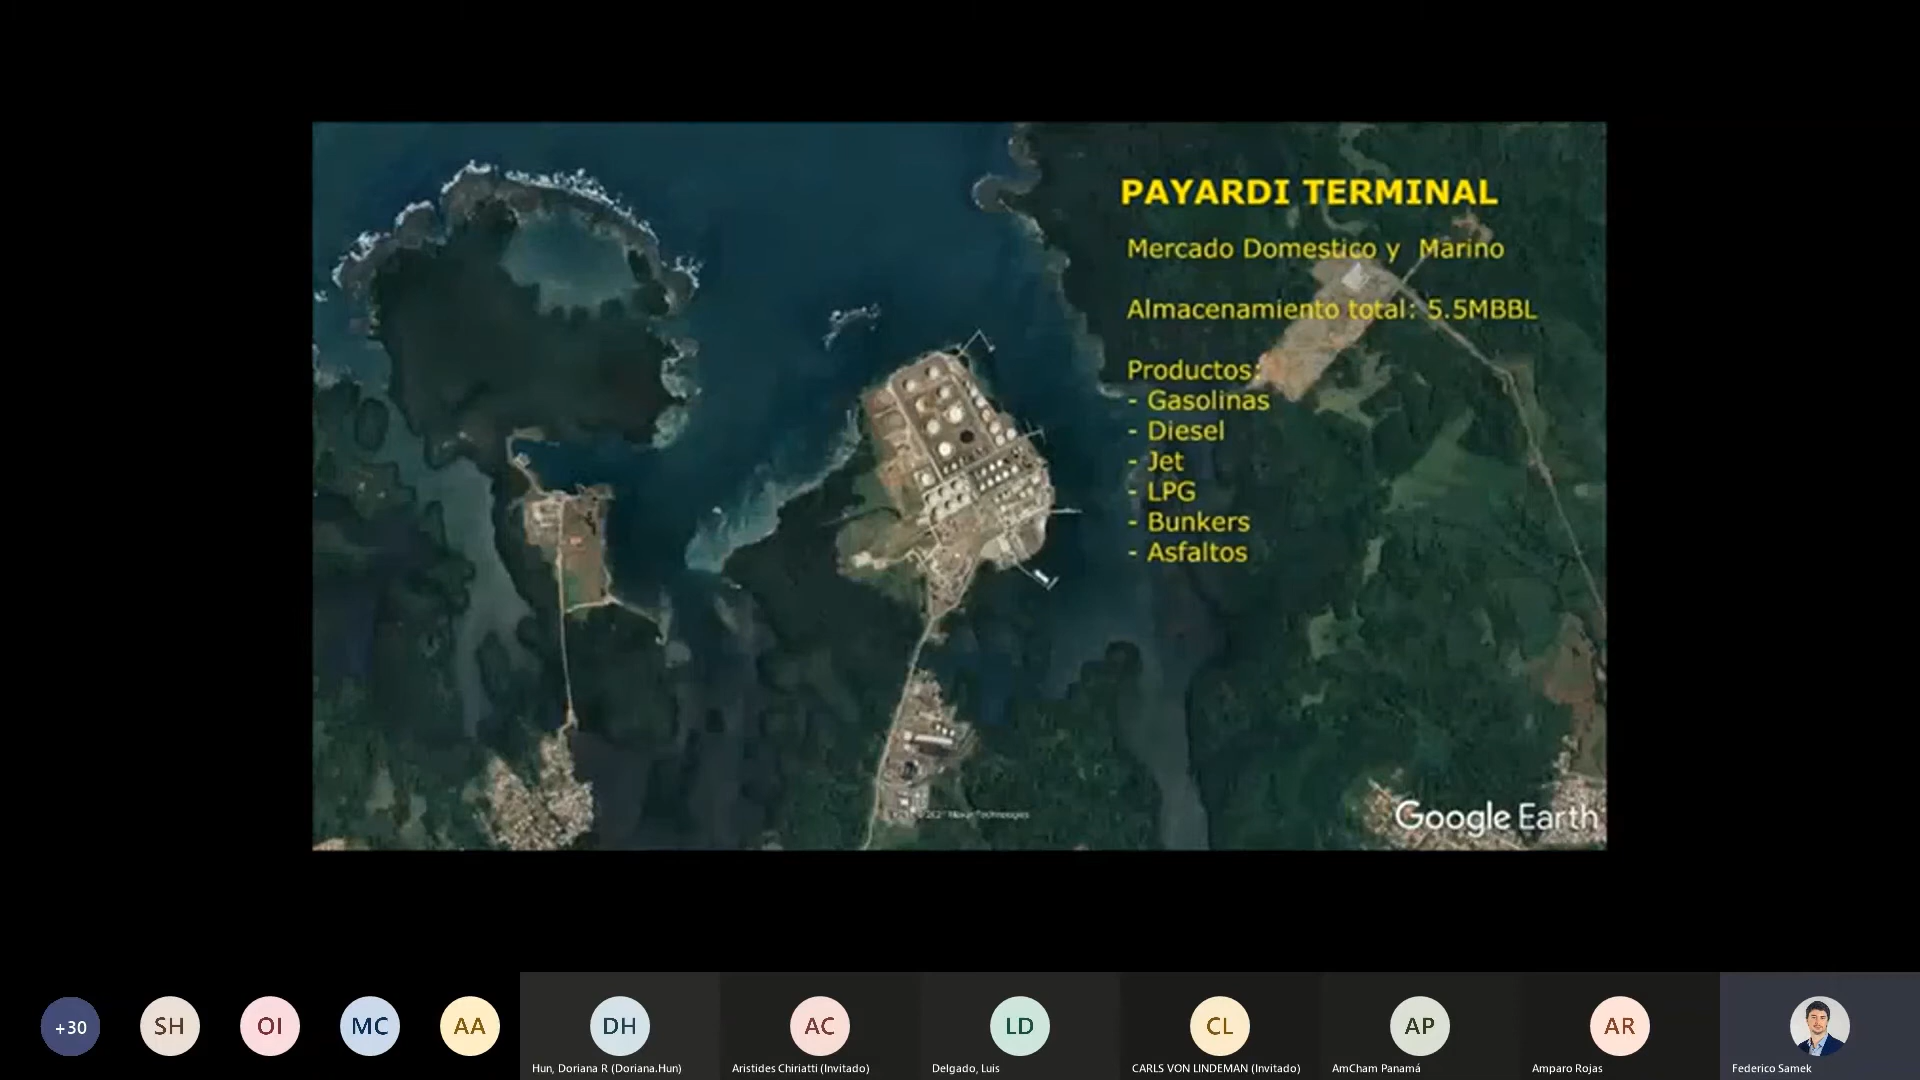 PAYARDI TERMINAL
Mercado Domestico y Marino
Almacenamiento total: 5.5MBBL
Productos:
- Gasolinas
- Diesel
- Jet
- LPG
- Bunkers
- Asfaltos
Technologies
Google Earth
+30
SH
OI
MC
AA
DH
AC
LD
CL
AP
AR
Hun, Doriana R (Doriana.Hun)
Aristides Chiriatti (Invitado)
Delgado, Luis
CARLS VON LINDEMAN (Invitado)
AmCham Panamá
Amparo Rojas
Federico Samek